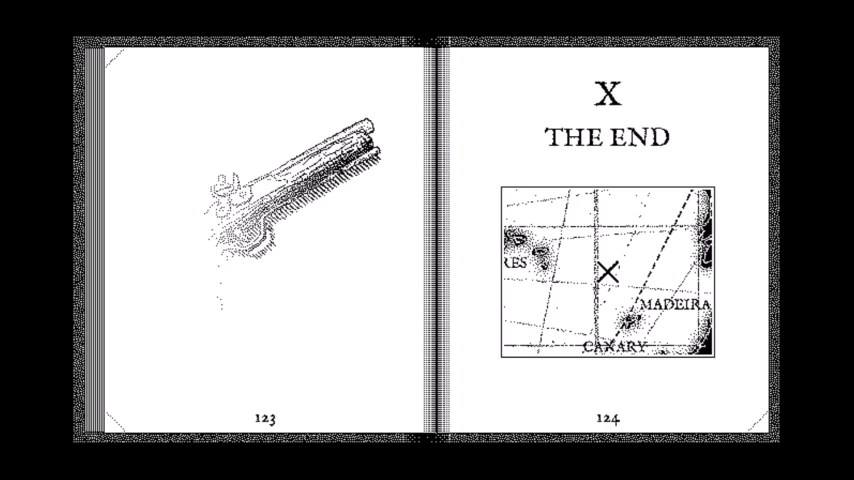 123
X
THE END
RES
MADEIRA
CANARY
124